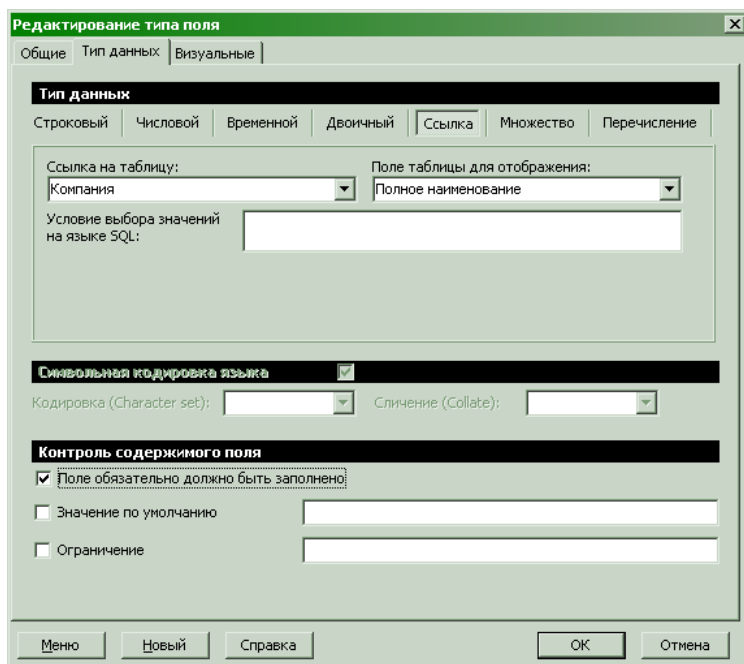 Редактирование типа поля
Общие Тип данных Визуальные
Тип данных
Строковый Числовой Временной Двоичный Ссылка Множество Перечисление
Ссылка на таблицу: Поле таблицы для отображения:
Компания Полное наименование
Условие выбора значений
на языке SQL:
Символьная кодировка языка
Кодировка (Character set): Сличение (Collate):
Контроль содержимого поля
Поле обязательно должно быть заполнено
Значение по умолчанию
Ограничение
Меню Новый Справка OK Отмена